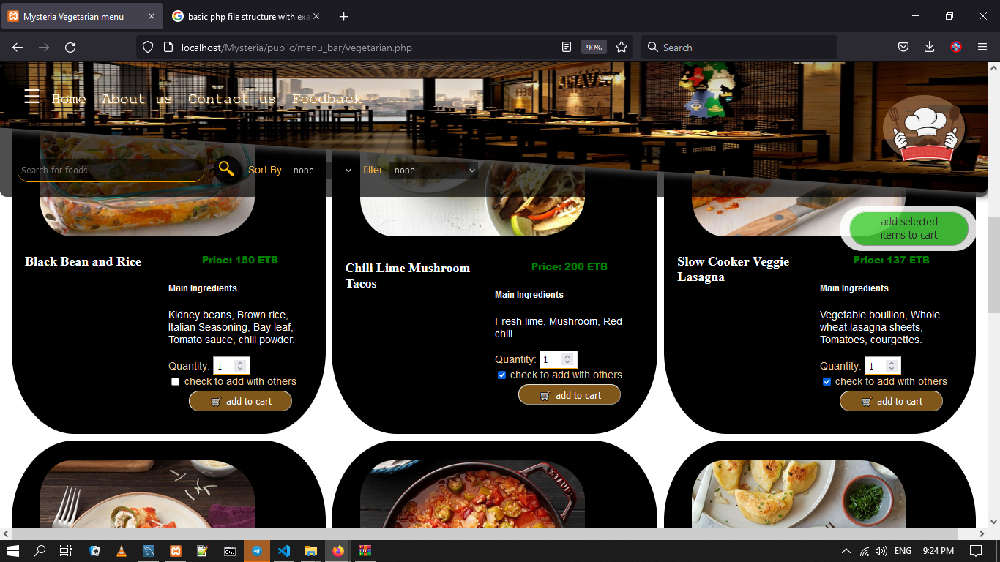 Mysteria Vegetarian menu
basic php file structure with exa
localhost/Mysteria/public/menu_bar/vegetarian.php
90%
Search
Home About us Contact us Feedback
Search for foods
Sort By: none
filter: none
add selected
items to cart
Black Bean and Rice
Price: 150 ETB
Main Ingredients
Kidney beans, Brown rice,
Italian Seasoning, Bay leaf,
Tomato sauce, chili powder.
Quantity: 1
check to add with others
add to cart
Chili Lime Mushroom
Tacos
Price: 200 ETB
Main Ingredients
Fresh lime, Mushroom, Red
chili.
Quantity: 1
check to add with others
add to cart
Slow Cooker Veggie
Lasagna
Price: 137 ETB
Main Ingredients
Vegetable bouillon, Whole
wheat lasagna sheets,
Tomatoes, courgettes.
Quantity: 1
check to add with others
add to cart
STAUB
ENG
9:24 PM